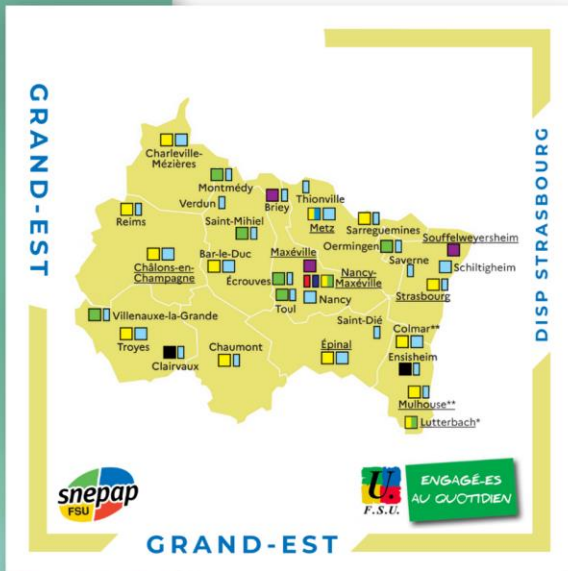 GRAND-EST
DISP STRASBOURG
Charleville-
Mézières
Montmédy
Verdun
Briey
Thionville
Reims
Saint-Mihiel
Metz
Sarreguemines
Oermingen
Souffelweyersheim
Châlons-en-
Champagne
Bar-le-Duc
Maxéville
Saverne
Schiltigheim
Écrouves
Nancy-
Maxéville
Strasbourg
Toul
Nancy
Villenauxe-la-Grande
Saint-Dié
Troyes
Clairvaux
Chaumont
Épinal
Colmar**
Ensisheim
Mulhouse**
Lutterbach*
snepap
FSU
U.
F.S.U.
ENGAGÉ·ES
AU QUOTIDIEN
GRAND-EST